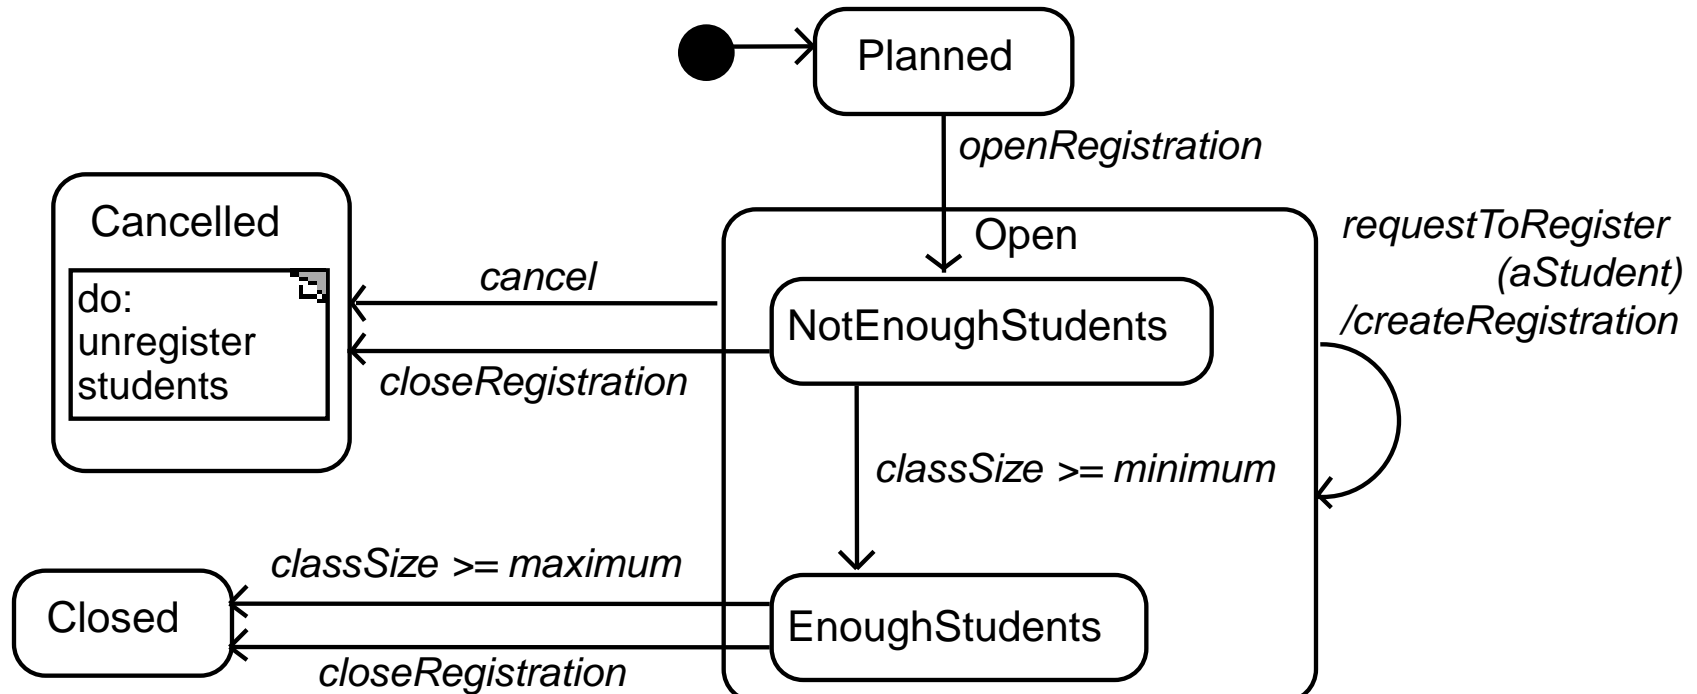 Planned
openRegistration
Cancelled
do:
unregister
students
cancel
closeRegistration
Open
NotEnoughStudents
requestToRegister
(aStudent)
/createRegistration
classSize >= minimum
classSize >= maximum
Closed
EnoughStudents
closeRegistration